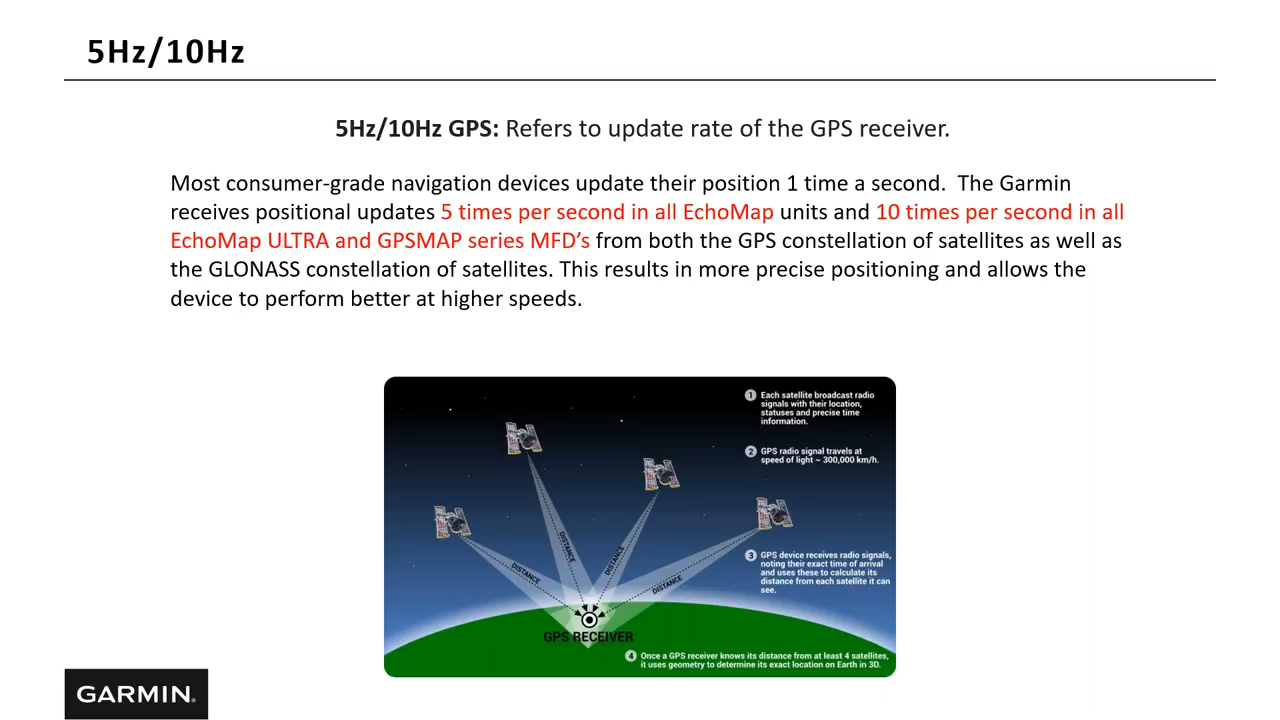 5Hz/10Hz
5Hz/10Hz GPS: Refers to update rate of the GPS receiver.
Most consumer-grade navigation devices update their position 1 time a second.  The Garmin
receives positional updates 5 times per second in all EchoMap units and 10 times per second in all
EchoMap ULTRA and GPSMAP series MFD’s from both the GPS constellation of satellites as well as
the GLONASS constellation of satellites. This results in more precise positioning and allows the
device to perform better at higher speeds.
1 Each satellite broadcast radio
signals with their location,
statuses and precise time
information.
2 GPS radio signal travels at
speed of light ~ 300,000 km/h.
DISTANCE
DISTANCE
DISTANCE
DISTANCE
3 GPS device receives radio signals,
noting their exact time of arrival
and uses these to calculate its
distance from each satellite it can
see.
GPS RECEIVER
4 Once a GPS receiver knows its distance from at least 4 satellites,
it uses geometry to determine its exact location on Earth in 3D.
GARMIN.